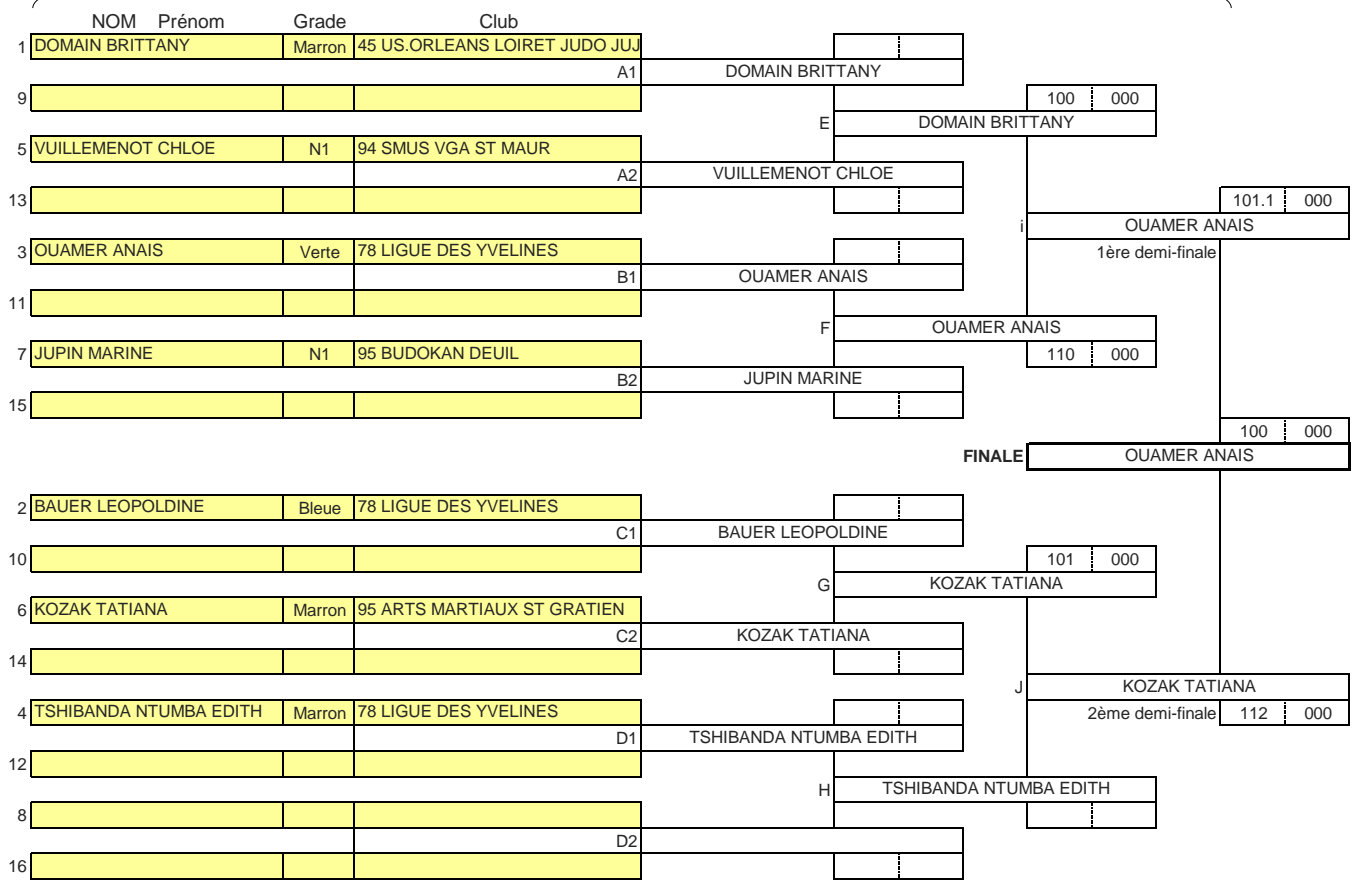 NOM Prénom Grade Club
1 DOMAIN BRITTANY Marron 45 US.ORLEANS LOIRET JUDO JUJ
A1 DOMAIN BRITTANY
9 100 000
E DOMAIN BRITTANY
5 VUILLEMENOT CHLOE N1 94 SMUS VGA ST MAUR
A2 VUILLEMENOT CHLOE
13 101.1 000
i OUAMER ANAIS
3 OUAMER ANAIS Verte 78 LIGUE DES YVELINES 1ère demi-finale
B1 OUAMER ANAIS
11
F OUAMER ANAIS
7 JUPIN MARINE N1 95 BUDOKAN DEUIL 110 000
B2 JUPIN MARINE
15
100 000
FINALE OUAMER ANAIS
2 BAUER LEOPOLDINE Bleue 78 LIGUE DES YVELINES
C1 BAUER LEOPOLDINE
10 101 000
G KOZAK TATIANA
6 KOZAK TATIANA Marron 95 ARTS MARTIAUX ST GRATIEN
C2 KOZAK TATIANA
14
J KOZAK TATIANA
4 TSHIBANDA NTUMBA EDITH Marron 78 LIGUE DES YVELINES 2ème demi-finale 112 000
D1 TSHIBANDA NTUMBA EDITH
12
H TSHIBANDA NTUMBA EDITH
8
D2
16